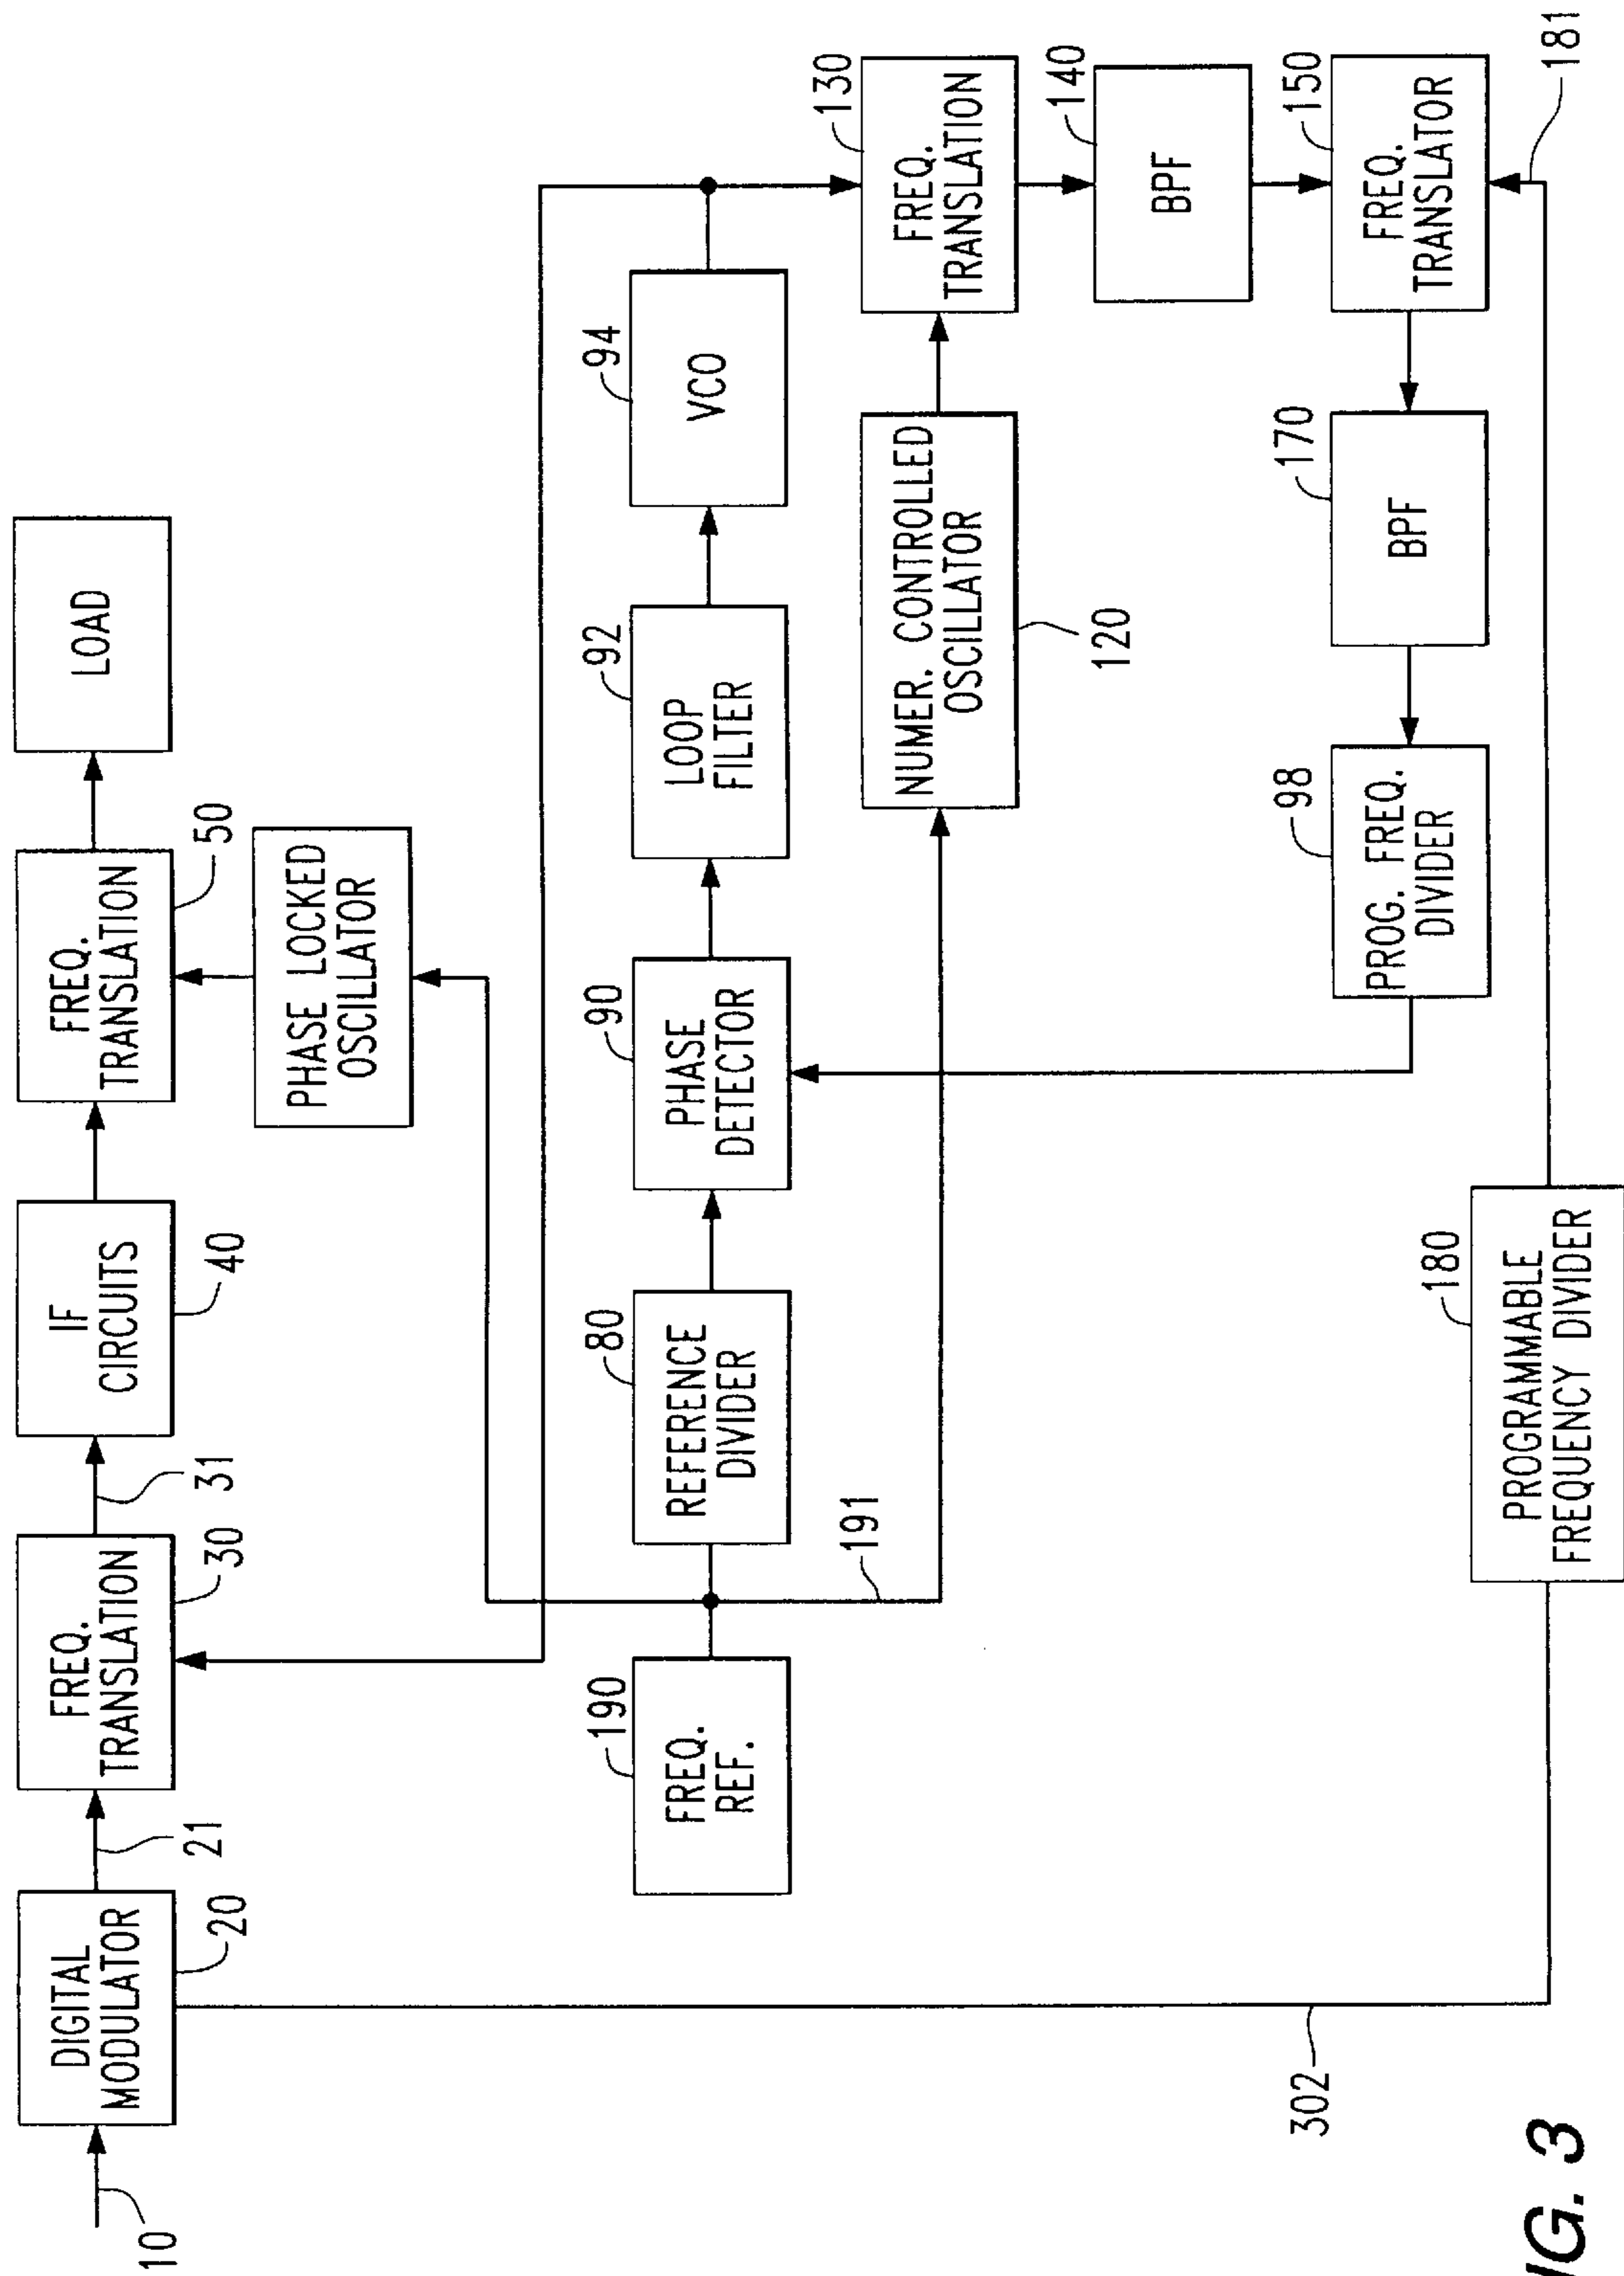 10
DIGITAL
MODULATOR
20
21
FREQ.
TRANSLATION
30
31
IF
CIRCUITS
40
FREQ.
TRANSLATION
50
LOAD
PHASE LOCKED
OSCILLATOR
190
FREQ.
REF.
191
80
REFERENCE
DIVIDER
90
PHASE
DETECTOR
92
LOOP
FILTER
94
VCO
NUMER. CONTROLLED
OSCILLATOR
120
130
FREQ.
TRANSLATION
140
BPF
150
FREQ.
TRANSLATOR
181
170
BPF
98
PROG. FREQ.
DIVIDER
180
PROGRAMMABLE
FREQUENCY DIVIDER
302
IG. 3